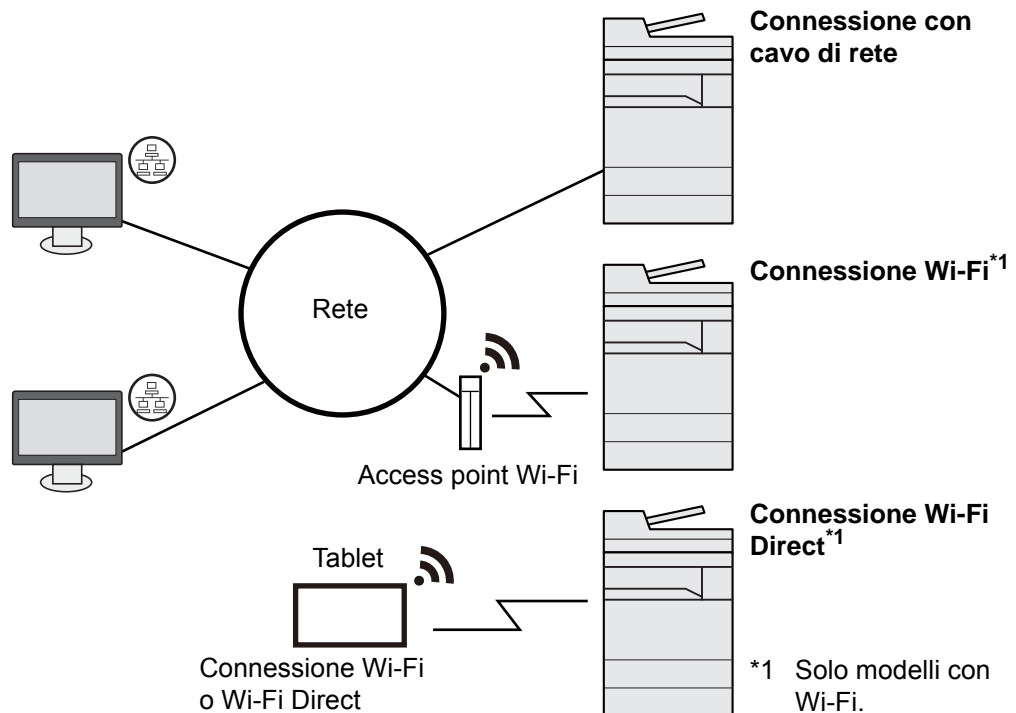 Connessione con
cavo di rete
Rete
Connessione Wi-Fi*1
Access point Wi-Fi
Connessione Wi-Fi
Direct*1
Tablet
Connessione Wi-Fi
o Wi-Fi Direct
*1 Solo modelli con
Wi-Fi.